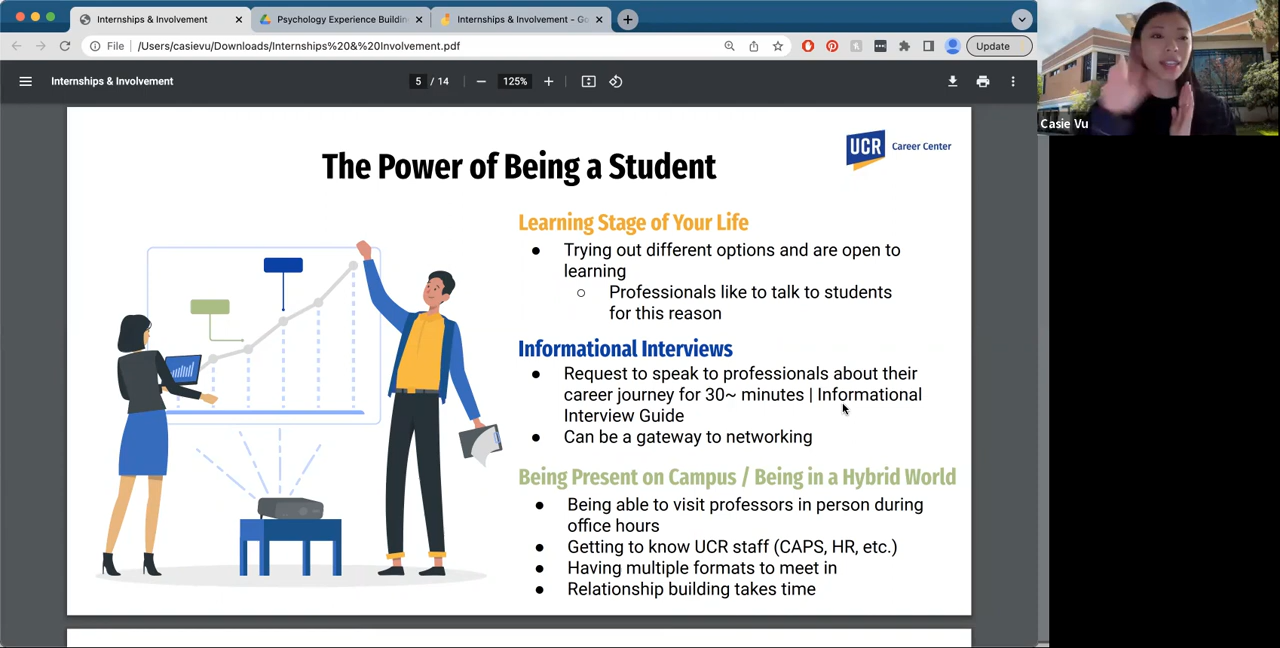 Internships & Involvement
Psychology Experience Buildin
Internships & Involvement - Go
File
/Users/casievu/Downloads/Internships%20&%20Involvement.pdf
Update
Internships & Involvement
5 / 14
125%
Casie Vu
The Power of Being a Student
UCR Career Center
Learning Stage of Your Life
● Trying out different options and are open to
learning
○ Professionals like to talk to students
for this reason
Informational Interviews
● Request to speak to professionals about their
career journey for 30~ minutes | Informational
Interview Guide
● Can be a gateway to networking
Being Present on Campus / Being in a Hybrid World
● Being able to visit professors in person during
office hours
● Getting to know UCR staff (CAPS, HR, etc.)
● Having multiple formats to meet in
● Relationship building takes time